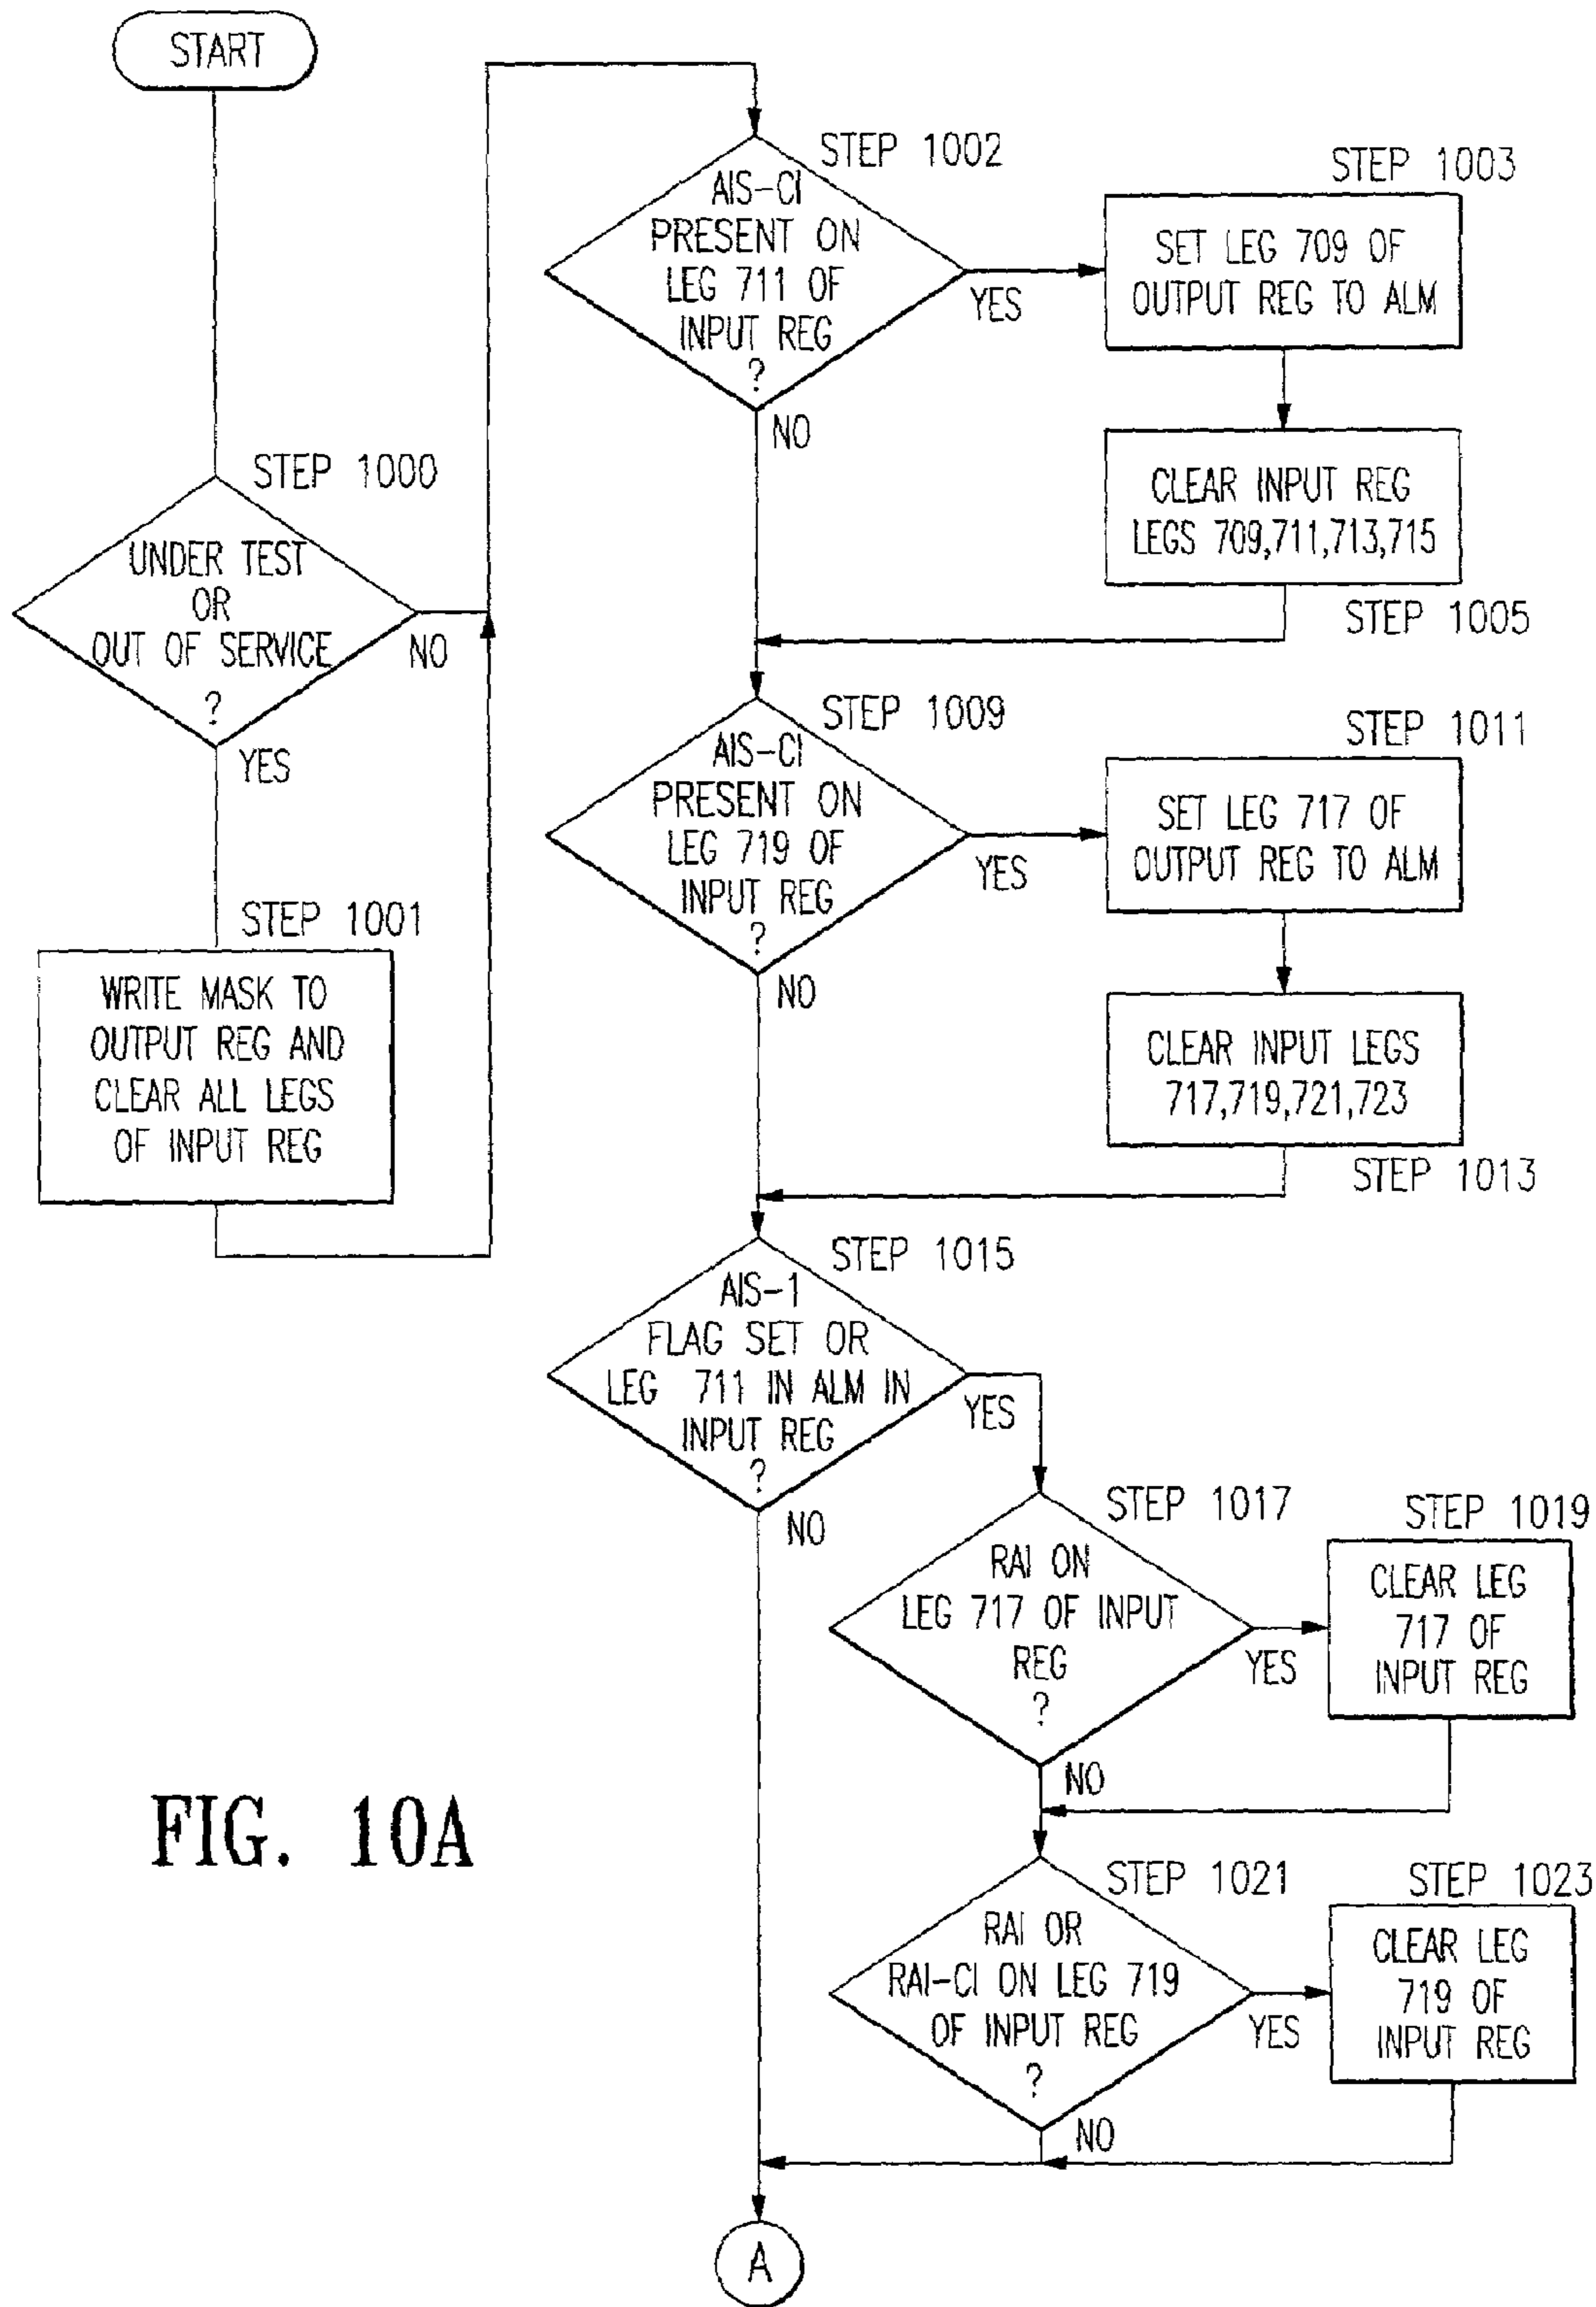 START
STEP 1000
UNDER TEST
OR
OUT OF SERVICE
?
NO
YES
STEP 1001
WRITE MASK TO
OUTPUT REG AND
CLEAR ALL LEGS
OF INPUT REG
STEP 1002
AIS-CI
PRESENT ON
LEG 711 OF
INPUT REG
?
YES
NO
STEP 1003
SET LEG 709 OF
OUTPUT REG TO ALM
CLEAR INPUT REG
LEGS 709,711,713,715
STEP 1005
STEP 1009
AIS-CI
PRESENT ON
LEG 719 OF
INPUT REG
?
YES
NO
STEP 1011
SET LEG 717 OF
OUTPUT REG TO ALM
CLEAR INPUT LEGS
717,719,721,723
STEP 1013
STEP 1015
AIS-1
FLAG SET OR
LEG 711 IN ALM IN
INPUT REG
?
YES
NO
STEP 1017
RAI ON
LEG 717 OF INPUT
REG
?
YES
NO
STEP 1019
CLEAR LEG
717 OF
INPUT REG
STEP 1021
RAI OR
RAI-CI ON LEG 719
OF INPUT REG
?
YES
NO
STEP 1023
CLEAR LEG
719 OF
INPUT REG
A
FIG. 10A